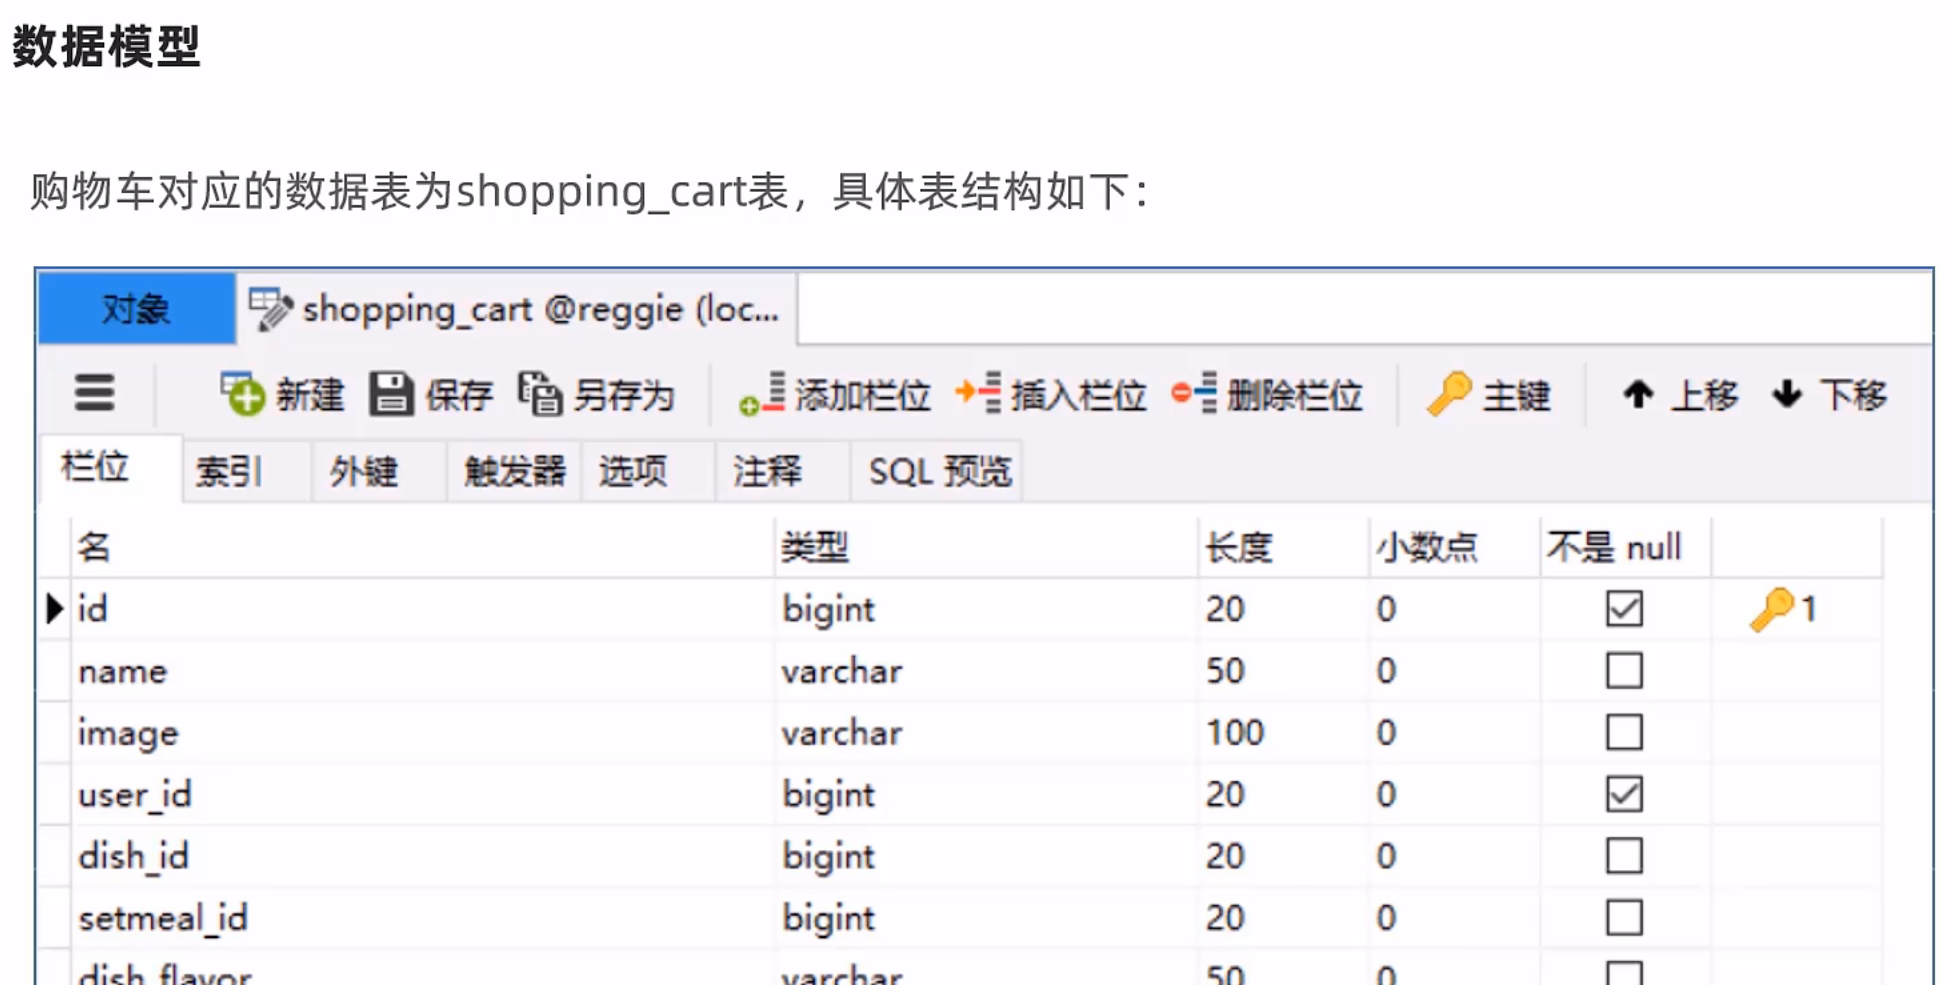 数据模型
购物车对应的数据表为shopping_cart表，具体表结构如下：
对象 shopping_cart @reggie (loc...
新建 保存 另存为 添加栏位 插入栏位 删除栏位 主键 上移 下移
栏位 索引 外键 触发器 选项 注释 SQL 预览
名 类型 长度 小数点 不是 null
id bigint 20 0 1
name varchar 50 0
image varchar 100 0
user_id bigint 20 0
dish_id bigint 20 0
setmeal_id bigint 20 0
dish_flavor varchar 50 0